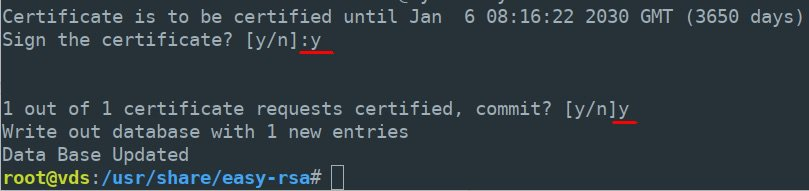 Certificate is to be certified until Jan  6 08:16:22 2030 GMT (3650 days)
Sign the certificate? [y/n]:y
1 out of 1 certificate requests certified, commit? [y/n]y
Write out database with 1 new entries
Data Base Updated
root@vds:/usr/share/easy-rsa#